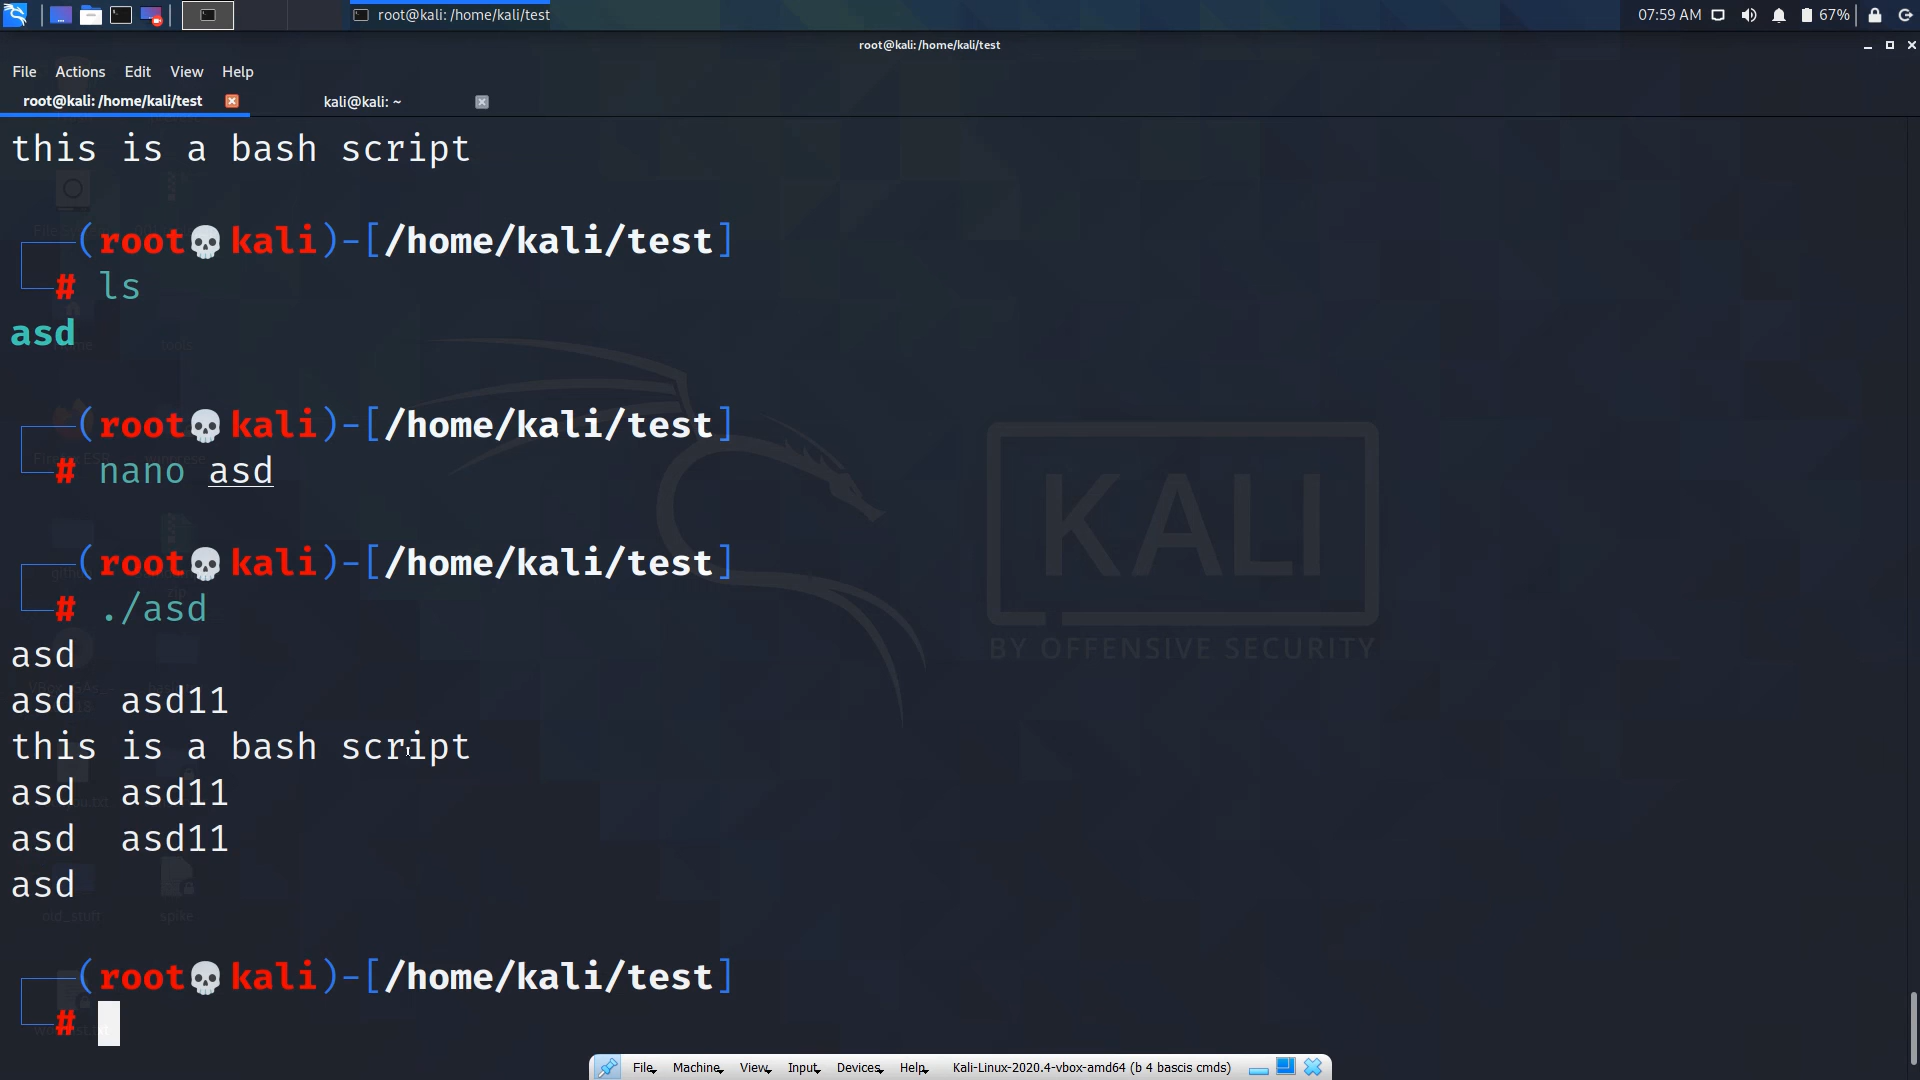 root@kali: /home/kali/test
07:59 AM
67%
root@kali:/home/kali/test
File Actions Edit View Help
root@kali: /home/kali/test
kali@kali: ~
this is a bash script
(root💀kali)-[/home/kali/test]
# ls
asd
(root💀kali)-[/home/kali/test]
# nano asd
(root💀kali)-[/home/kali/test]
# ./asd
asd
asd  asd11
this is a bash script
asd  asd11
asd  asd11
asd
(root💀kali)-[/home/kali/test]
#
KALI
BY OFFENSIVE SECURITY
old_stuff
spike
File Machine View Input Devices Help Kali-Linux-2020.4-vbox-amd64 (b 4 bascis cmds)